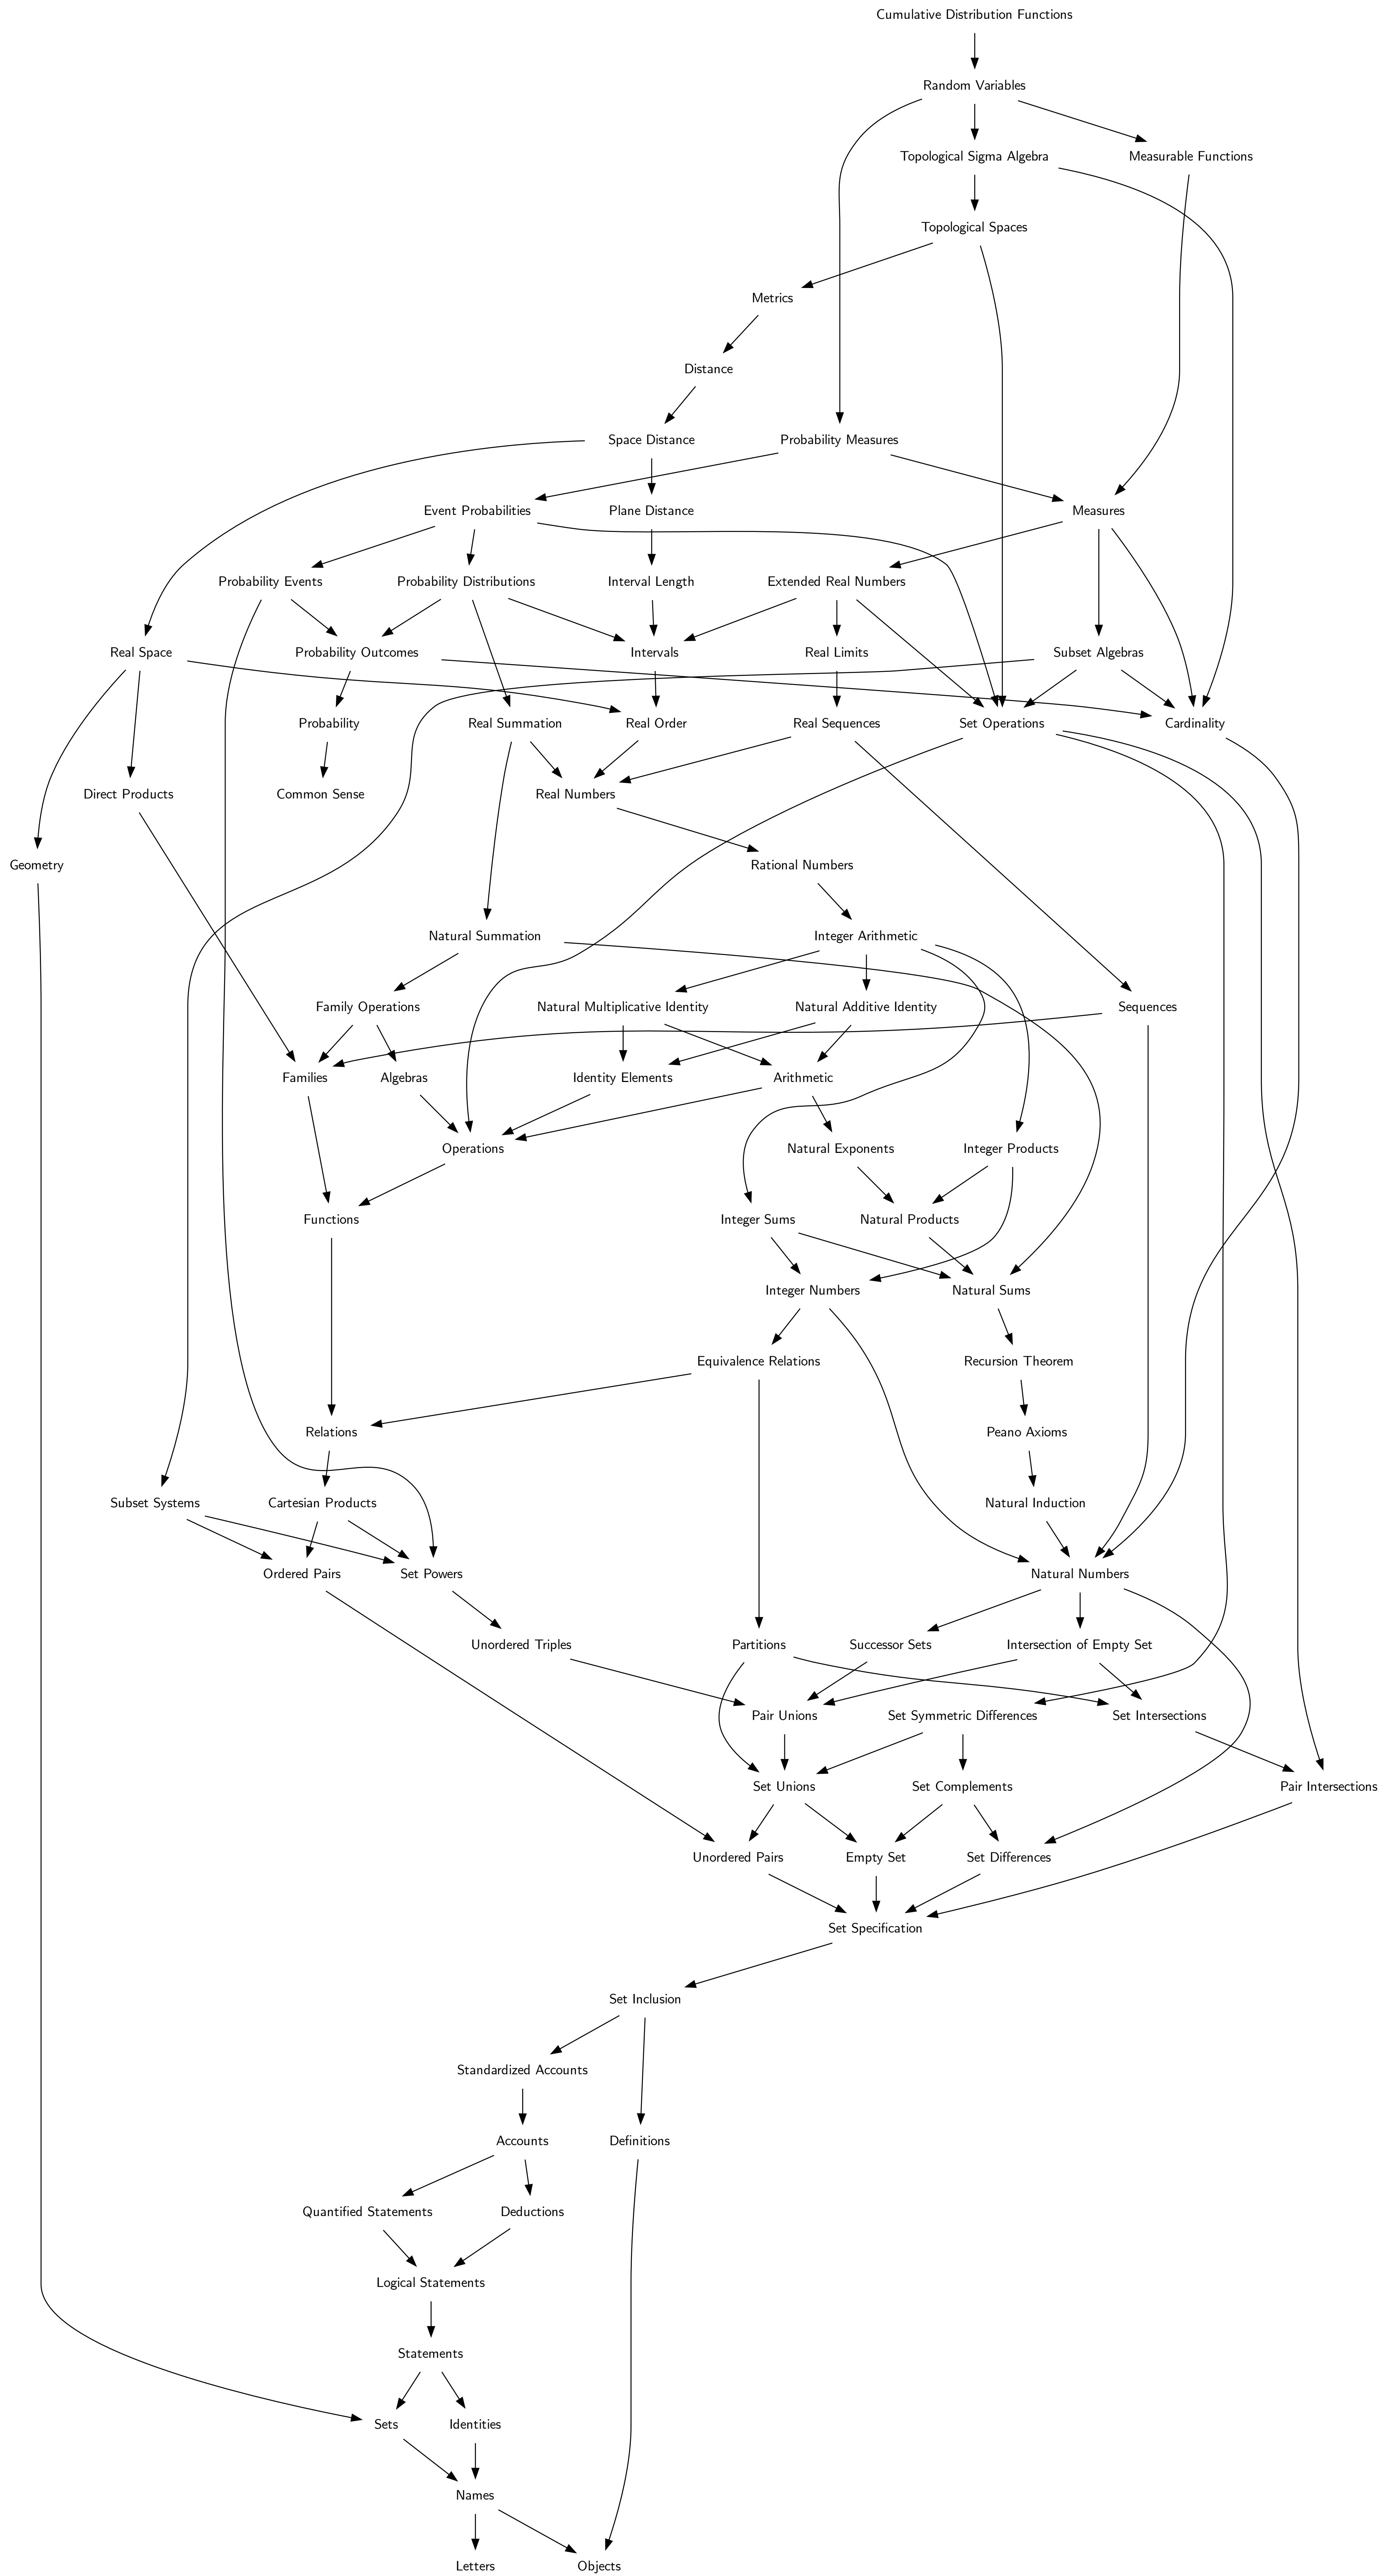 Cumulative Distribution Functions
Random Variables
Topological Sigma Algebra
Measurable Functions
Topological Spaces
Metrics
Distance
Space Distance
Probability Measures
Event Probabilities
Plane Distance
Measures
Probability Events
Probability Distributions
Interval Length
Extended Real Numbers
Real Space
Probability Outcomes
Intervals
Real Limits
Subset Algebras
Probability
Real Summation
Real Order
Real Sequences
Set Operations
Cardinality
Direct Products
Common Sense
Real Numbers
Geometry
Rational Numbers
Natural Summation
Integer Arithmetic
Family Operations
Natural Multiplicative Identity
Natural Additive Identity
Sequences
Families
Algebras
Identity Elements
Arithmetic
Operations
Natural Exponents
Integer Products
Functions
Integer Sums
Natural Products
Integer Numbers
Natural Sums
Equivalence Relations
Recursion Theorem
Relations
Peano Axioms
Subset Systems
Cartesian Products
Natural Induction
Ordered Pairs
Set Powers
Natural Numbers
Unordered Triples
Partitions
Successor Sets
Intersection of Empty Set
Pair Unions
Set Symmetric Differences
Set Intersections
Set Unions
Set Complements
Pair Intersections
Unordered Pairs
Empty Set
Set Differences
Set Specification
Set Inclusion
Standardized Accounts
Accounts
Definitions
Quantified Statements
Deductions
Logical Statements
Statements
Sets
Identities
Names
Letters
Objects